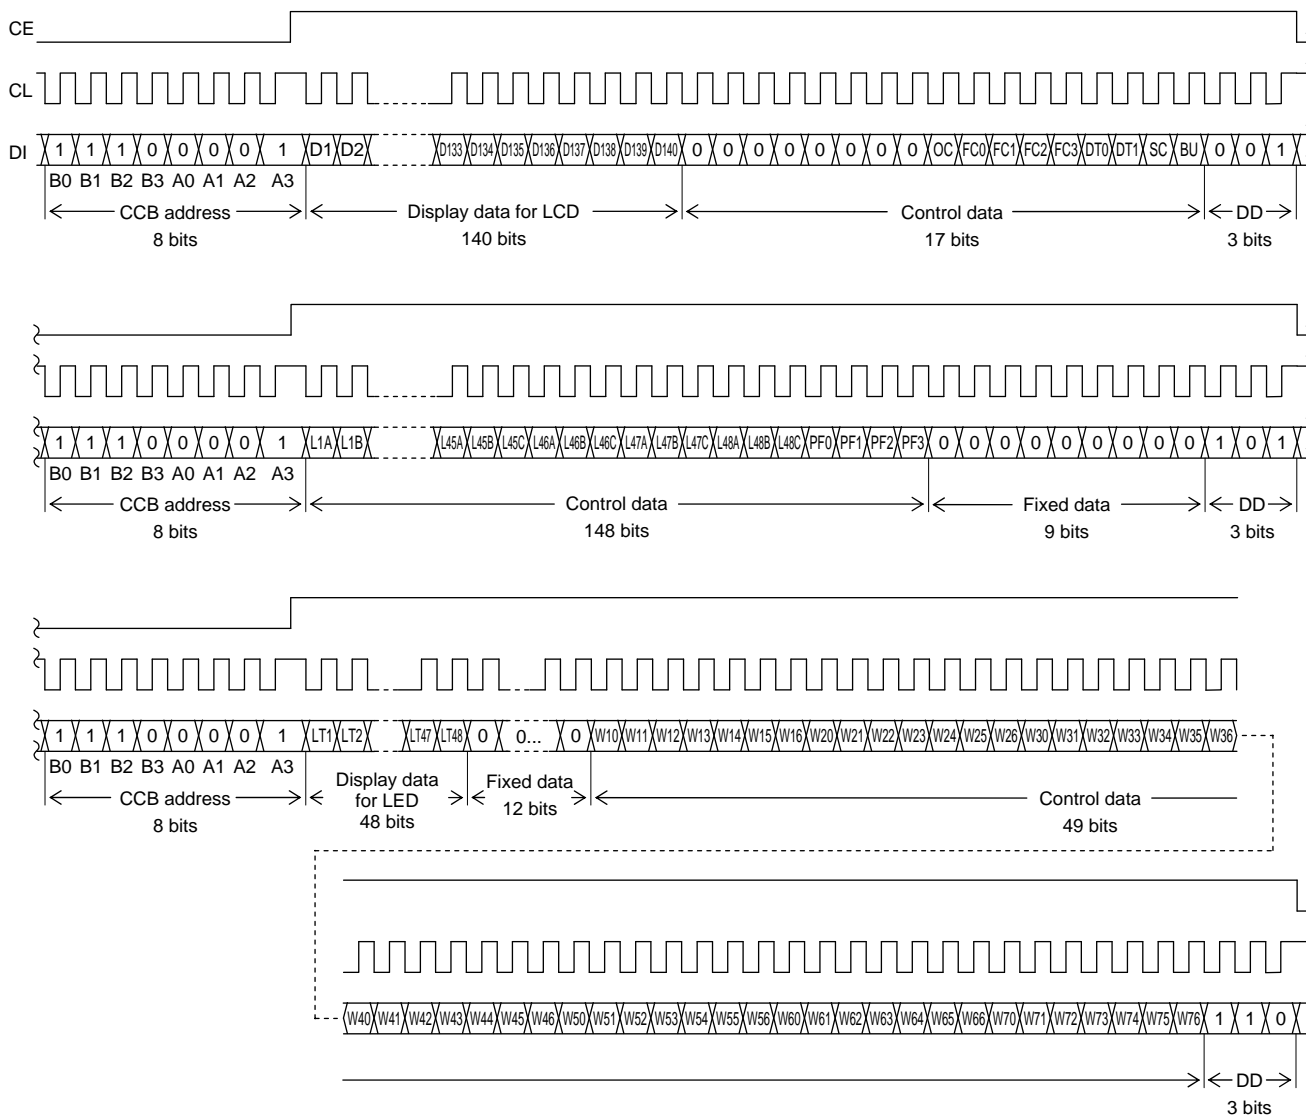 CE
CL
DI 1 1 1 0 0 0 0 1 D1 D2 D133 D134 D135 D136 D137 D138 D139 D140 0 0 0 0 0 0 0 0 OC FC0 FC1 FC2 FC3 DT0 DT1 SC BU 0 0 1
B0 B1 B2 B3 A0 A1 A2 A3
CCB address Display data for LCD Control data DD
8 bits 140 bits 17 bits 3 bits
1 1 1 0 0 0 0 1 L1A L1B L45A L45B L45C L46A L46B L46C L47A L47B L47C L48A L48B L48C PF0 PF1 PF2 PF3 0 0 0 0 0 0 0 0 0 1 0 1
B0 B1 B2 B3 A0 A1 A2 A3
CCB address Control data Fixed data DD
8 bits 148 bits 9 bits 3 bits
1 1 1 0 0 0 0 1 LT1 LT2 LT47 LT48 0 0... 0 W10 W11 W12 W13 W14 W15 W16 W20 W21 W22 W23 W24 W25 W26 W30 W31 W32 W33 W34 W35 W36
B0 B1 B2 B3 A0 A1 A2 A3
CCB address Display data for LED Fixed data Control data
8 bits 48 bits 12 bits 49 bits
W40 W41 W42 W43 W44 W45 W46 W50 W51 W52 W53 W54 W55 W56 W60 W61 W62 W63 W64 W65 W66 W70 W71 W72 W73 W74 W75 W76 1 1 0
DD
3 bits